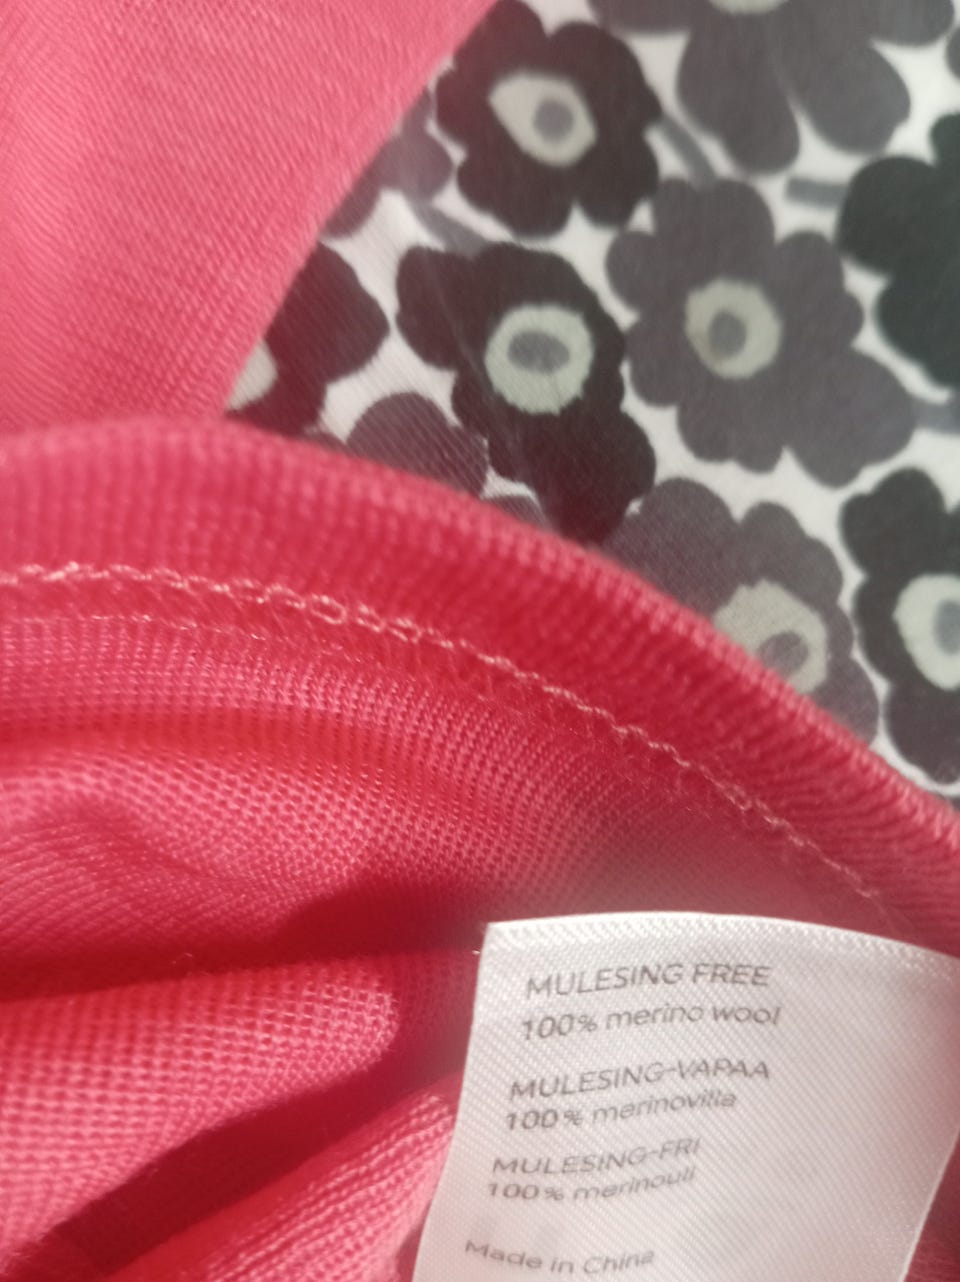 MULESING FREE
100% merino wool
MULESING-VAPAA
100% merinovilla
MULESING-FRI
100% merinoull
Made in China